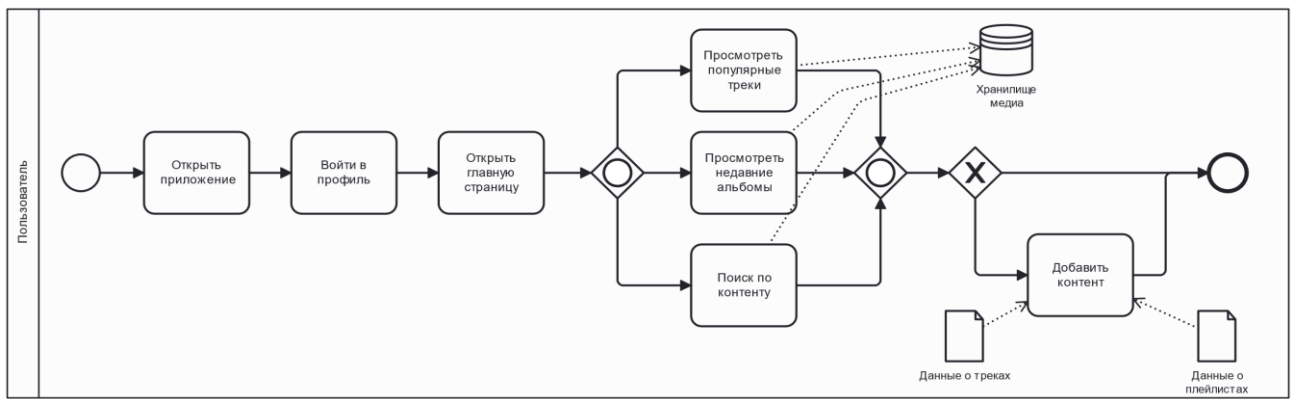 Пользователь
Открыть
приложение
Войти в
профиль
Открыть
главную
страницу
Просмотреть
популярные
треки
Просмотреть
недавние
альбомы
Поиск по
контенту
Хранилище
медиа
X
Добавить
контент
Данные о треках
Данные о
плейлистах